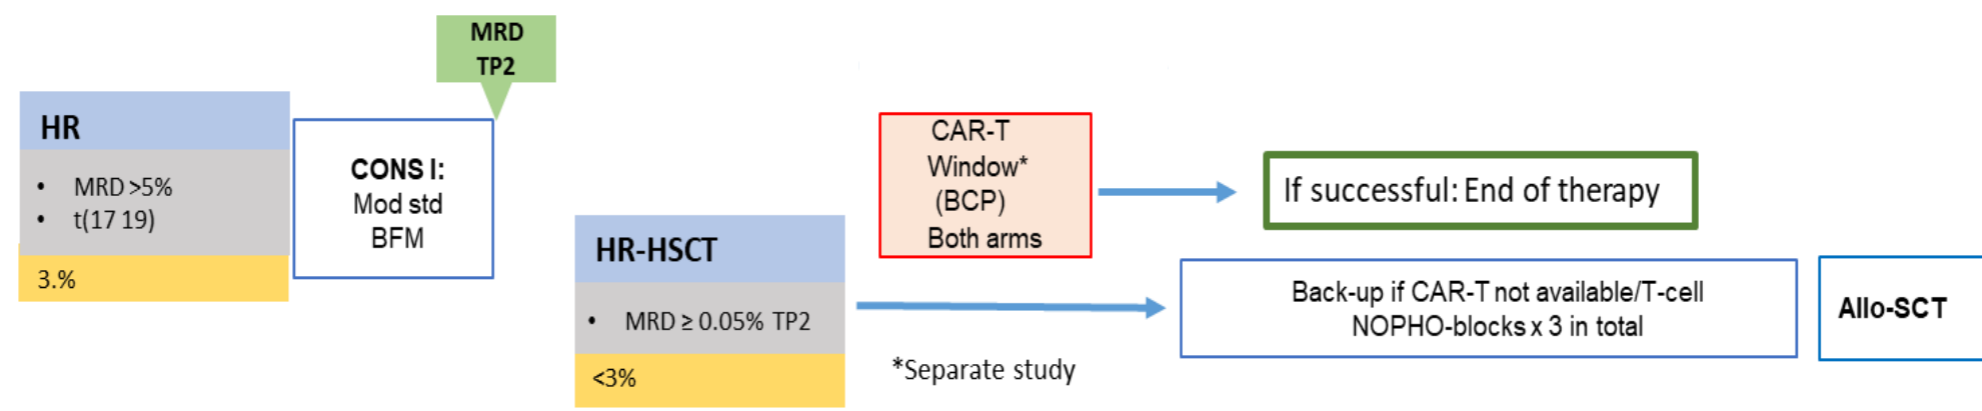 MRD
TP2
HR
• MRD >5%
• t(17 19)
3.%
CONS I:
Mod std
BFM
HR-HSCT
• MRD ≥ 0.05% TP2
<3%
CAR-T
Window*
(BCP)
Both arms
If successful: End of therapy
Back-up if CAR-T not available/T-cell
NOPHO-blocks x 3 in total
Allo-SCT
*Separate study